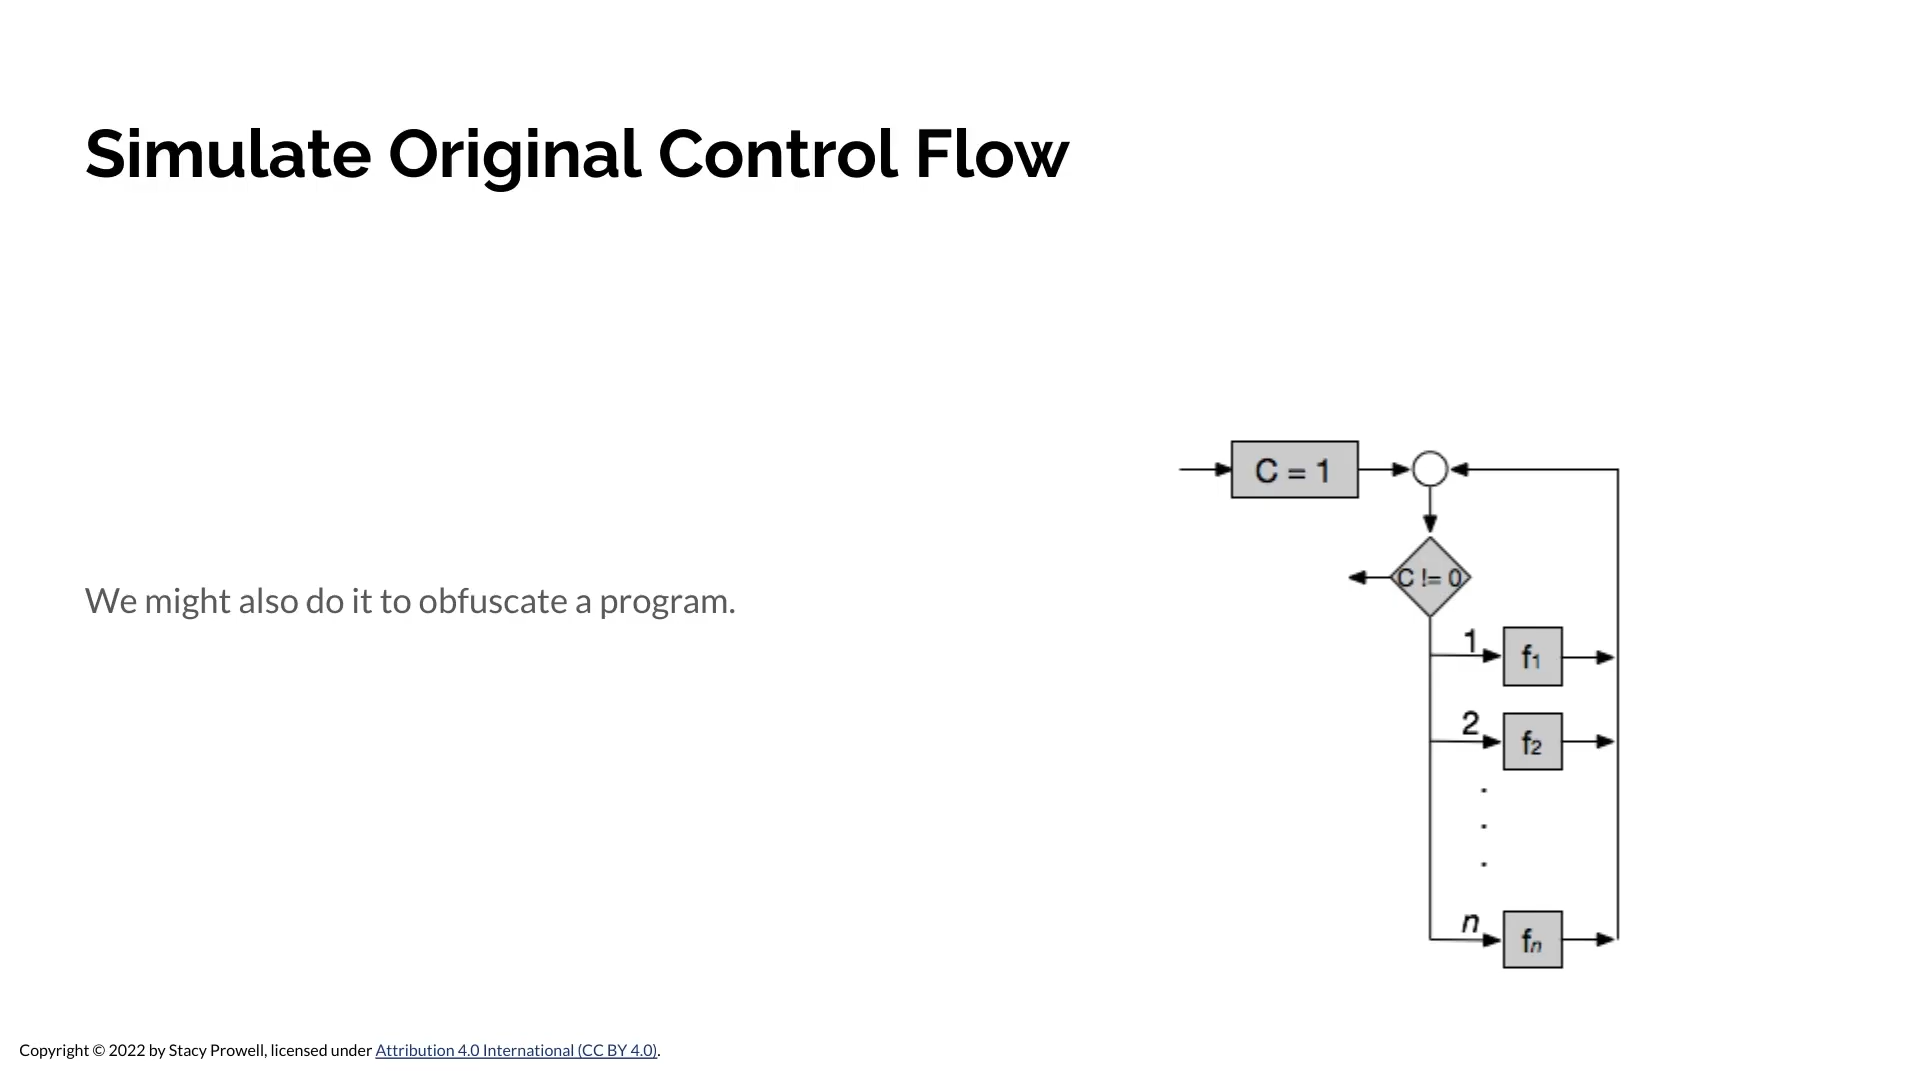 Simulate Original Control Flow
C = 1
C != 0
We might also do it to obfuscate a program.
1
f1
2
f2
.
.
.
n
fn
Copyright © 2022 by Stacy Prowell, licensed under Attribution 4.0 International (CC BY 4.0).